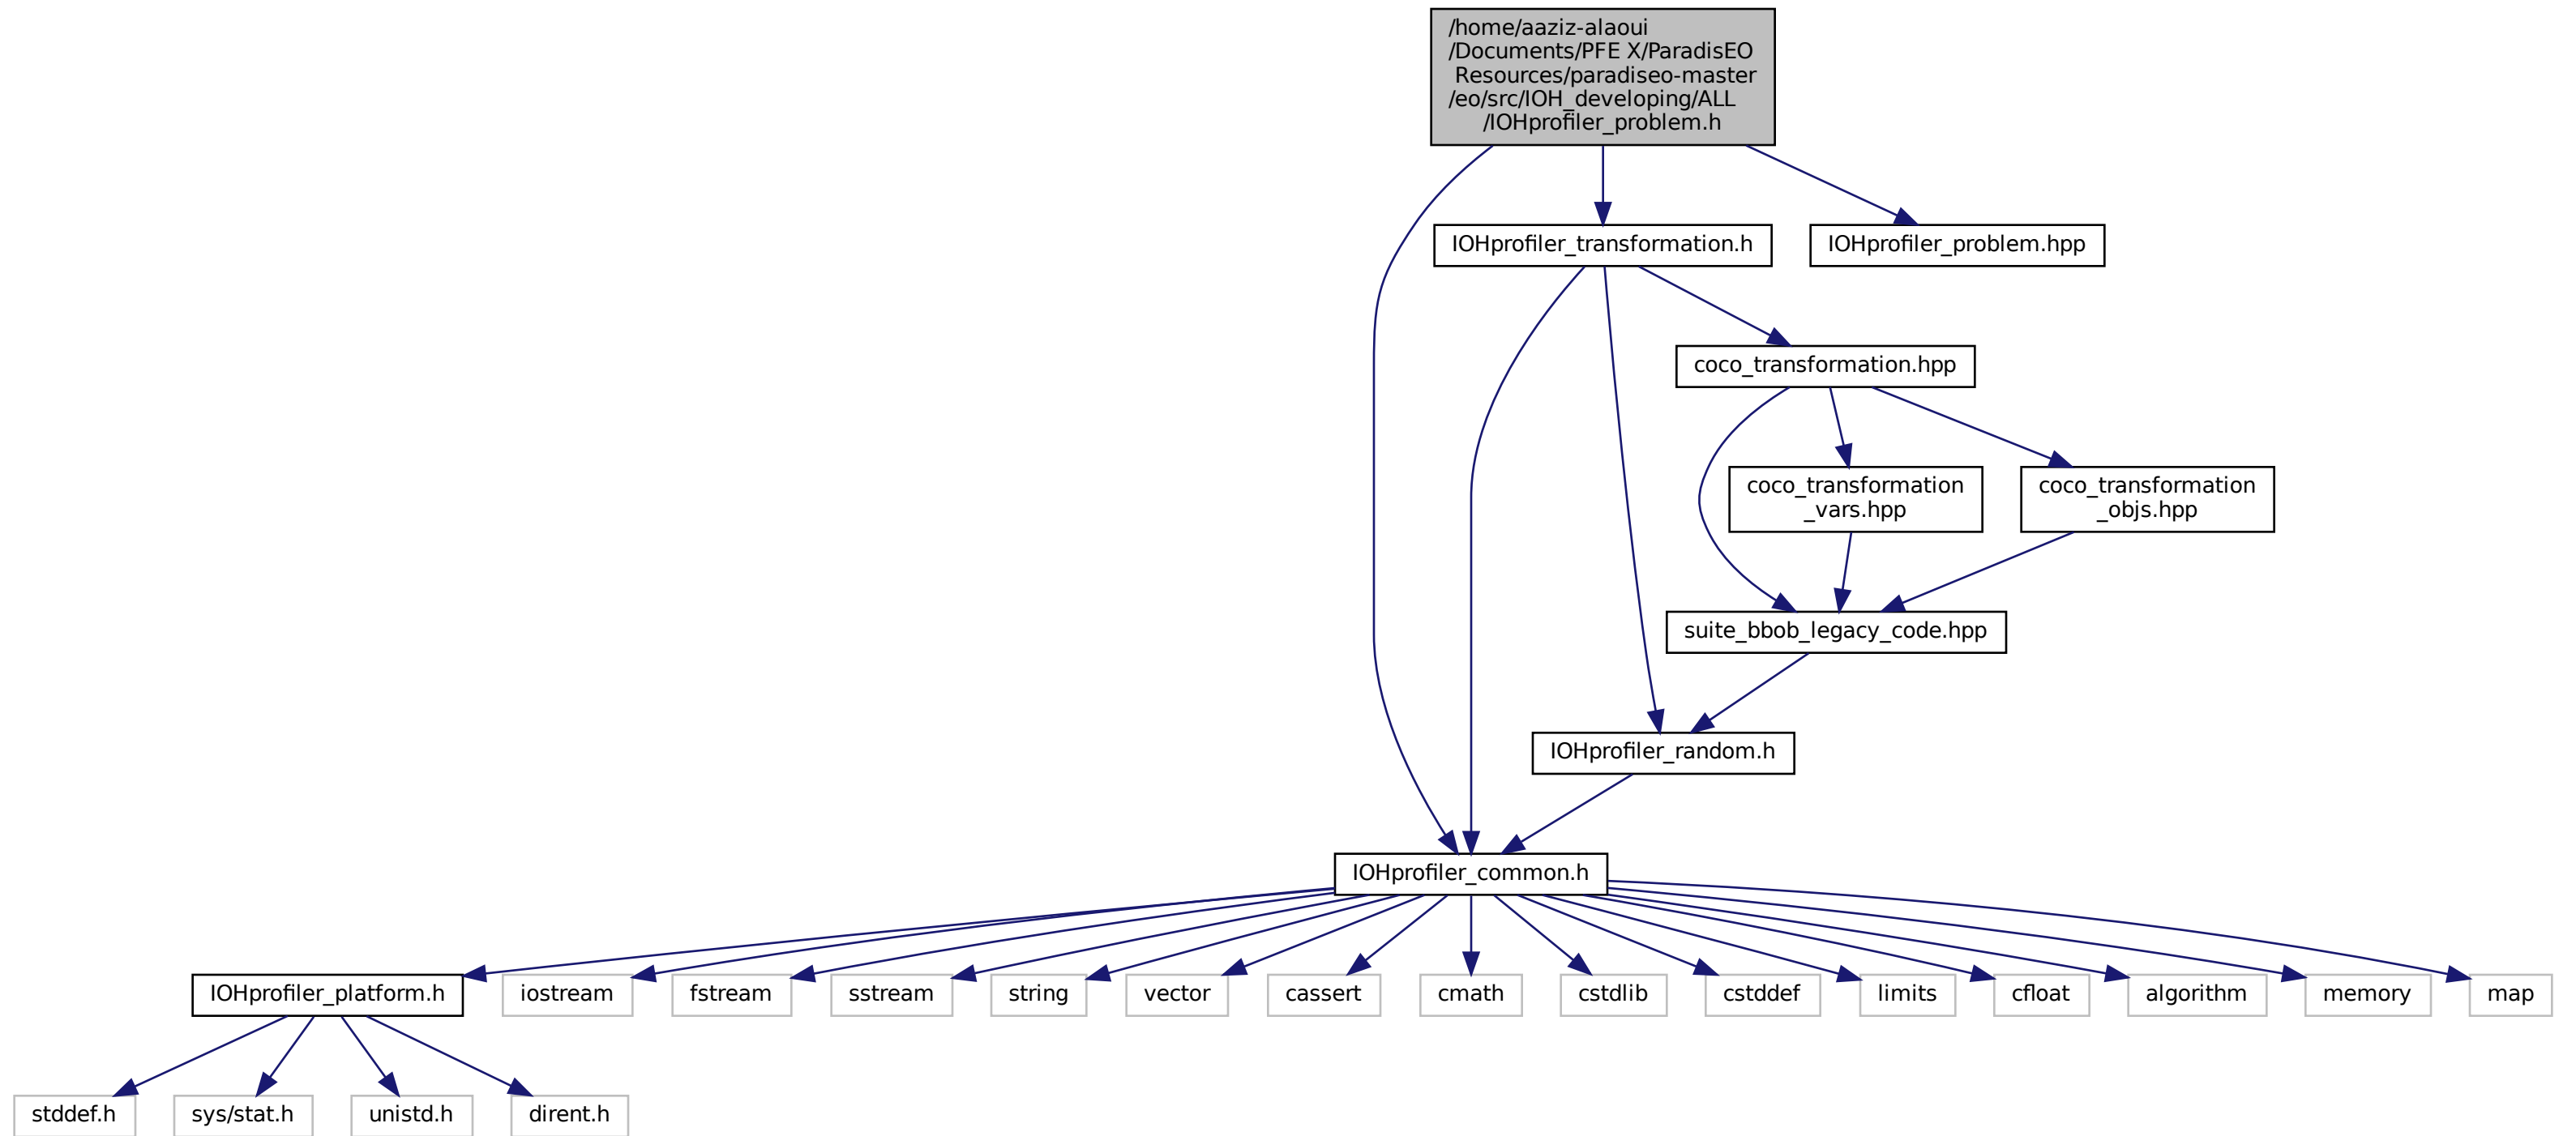 /home/aaziz-alaoui
/Documents/PFE X/ParadisEO
Resources/paradiseo-master
/eo/src/IOH_developing/ALL
/IOHprofiler_problem.h
IOHprofiler_transformation.h
IOHprofiler_problem.hpp
coco_transformation.hpp
coco_transformation
_vars.hpp
coco_transformation
_objs.hpp
suite_bbob_legacy_code.hpp
IOHprofiler_random.h
IOHprofiler_common.h
IOHprofiler_platform.h
iostream
fstream
sstream
string
vector
cassert
cmath
cstdlib
cstddef
limits
cfloat
algorithm
memory
map
stddef.h
sys/stat.h
unistd.h
dirent.h